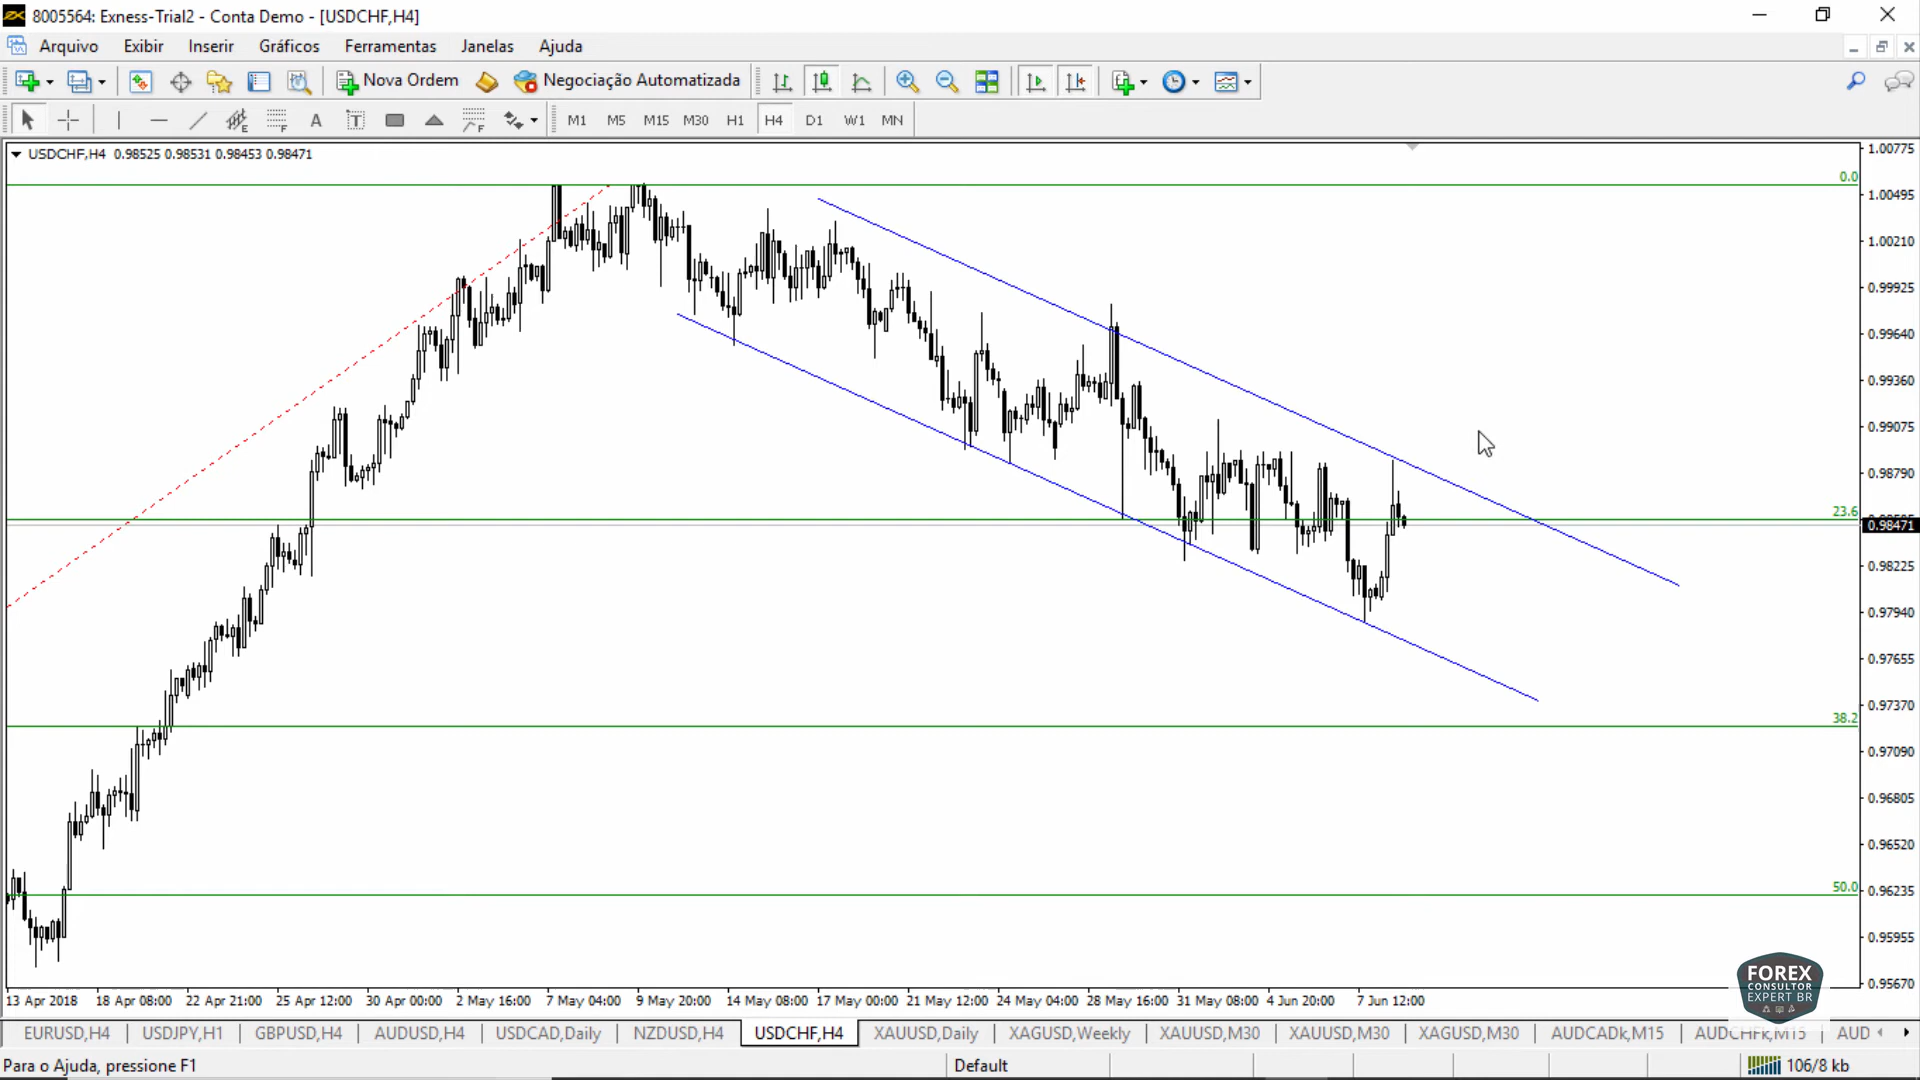 8005564: Exness-Trial2 - Conta Demo - [USDCHF,H4]
Arquivo Exibir Inserir Gráficos Ferramentas Janelas Ajuda
Nova Ordem Negociação Automatizada
E F A T F M1 M5 M15 M30 H1 H4 D1 W1 MN
USDCHF,H4 0.98525 0.98531 0.98453 0.98471
1.00775
0.0
1.00495
1.00210
0.99925
0.99640
0.99360
0.99075
0.98790
23.6
0.98471
0.98225
0.97940
0.97655
0.97370
38.2
0.97090
0.96805
0.96520
50.0
0.96235
0.95955
0.95670
FOREX
CONSULTOR
EXPERT BR
13 Apr 2018 18 Apr 08:00 22 Apr 21:00 25 Apr 12:00 30 Apr 00:00 2 May 16:00 7 May 04:00 9 May 20:00 14 May 08:00 17 May 00:00 21 May 12:00 24 May 04:00 28 May 16:00 31 May 08:00 4 Jun 20:00 7 Jun 12:00
EURUSD,H4 USDJPY,H1 GBPUSD,H4 AUDUSD,H4 USDCAD,Daily NZDUSD,H4 USDCHF,H4 XAUUSD,Daily XAGUSD,Weekly XAUUSD,M30 XAUUSD,M30 XAGUSD,M30 AUDCADk,M15 AUDCHFk,M15 AUD
Para o Ajuda, pressione F1 Default 106/8 kb